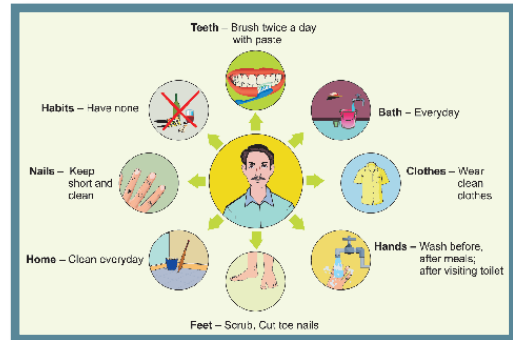 Teeth – Brush twice a day
with paste
Habits – Have none
Bath – Everyday
Nails – Keep
short and
clean
Clothes – Wear
clean
clothes
Home – Clean everyday
Hands – Wash before,
after meals;
after visiting toilet
Feet – Scrub, Cut toe nails